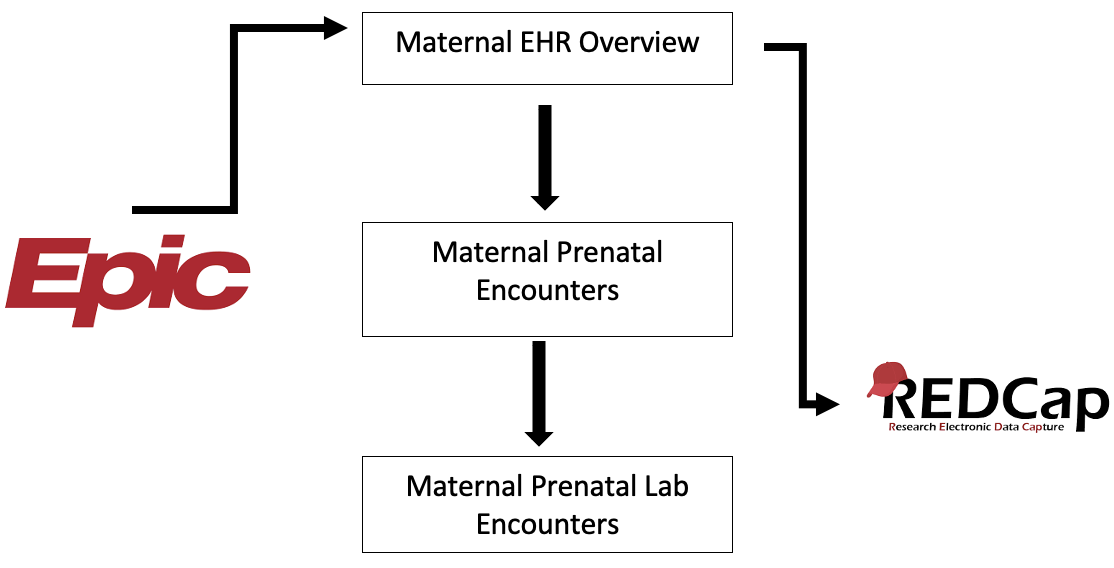 Maternal EHR Overview
Epic
Maternal Prenatal
Encounters
REDCap
Research Electronic Data Capture
Maternal Prenatal Lab
Encounters